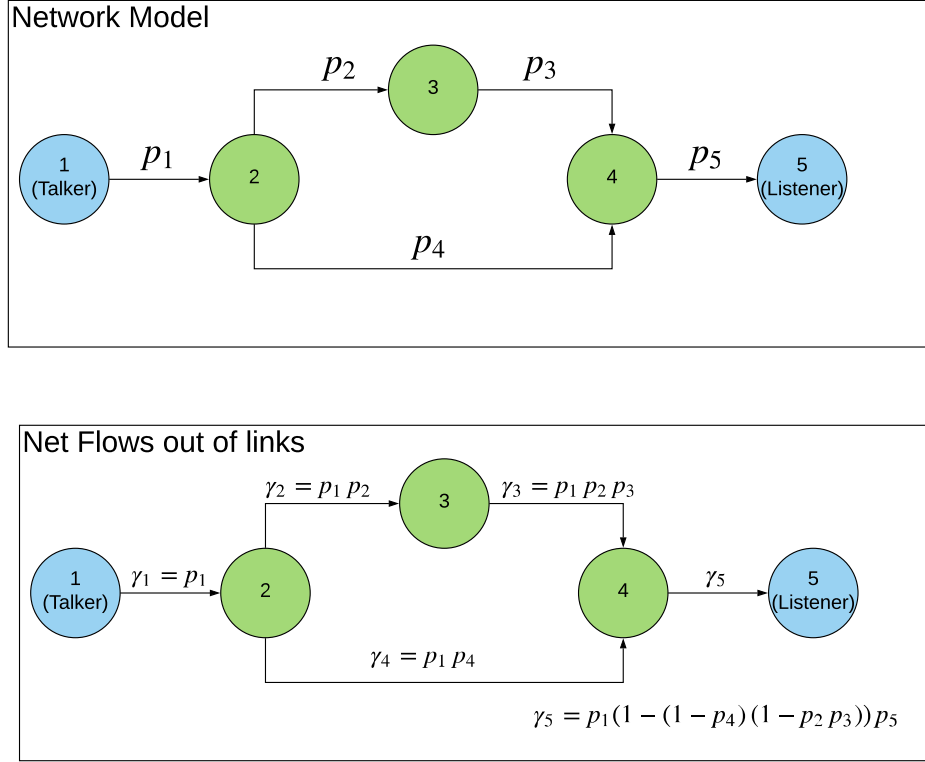 Network Model
p₂
p₃
3
1
(Talker)
p₁
2
4
p₅
5
(Listener)
p₄
Net Flows out of links
γ₂ = p₁ p₂
3
γ₃ = p₁ p₂ p₃
1
(Talker)
γ₁ = p₁
2
4
γ₅
5
(Listener)
γ₄ = p₁ p₄
γ₅ = p₁(1 − (1 − p₄) (1 − p₂ p₃)) p₅